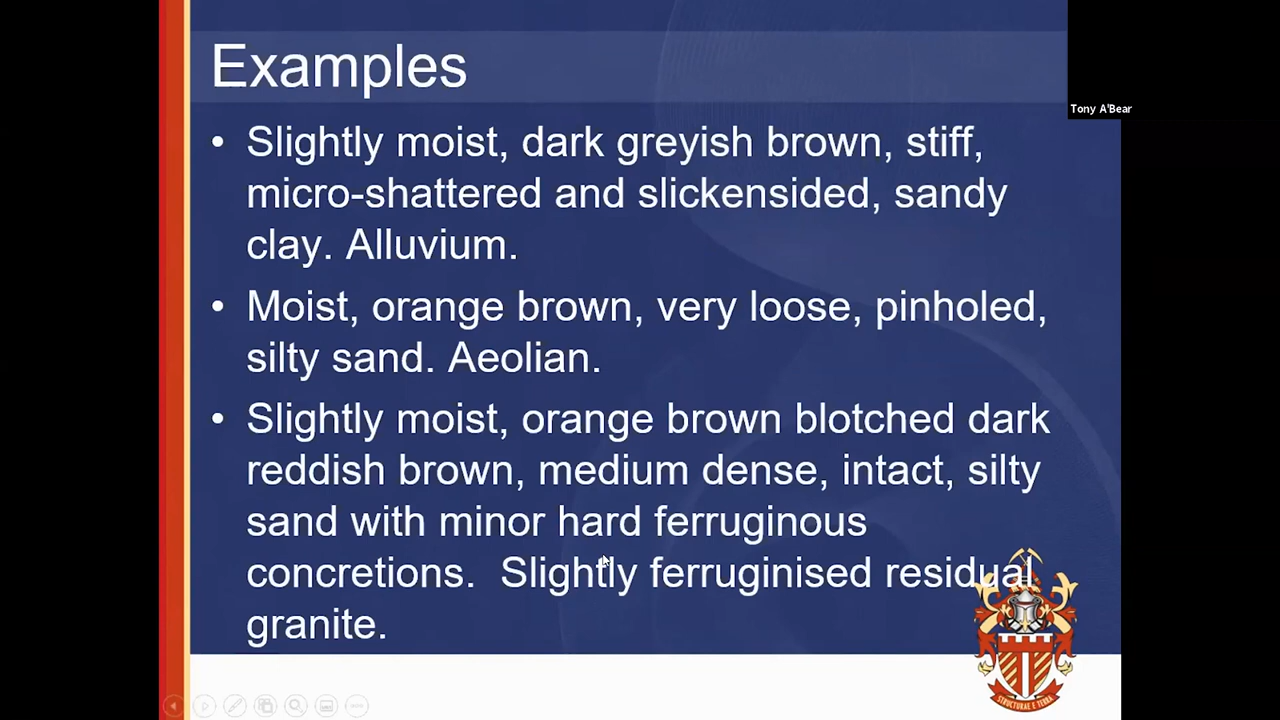 Examples
Tony A'Bear
• Slightly moist, dark greyish brown, stiff,
micro-shattered and slickensided, sandy
clay. Alluvium.
• Moist, orange brown, very loose, pinholed,
silty sand. Aeolian.
• Slightly moist, orange brown blotched dark
reddish brown, medium dense, intact, silty
sand with minor hard ferruginous
concretions.  Slightly ferruginised residual
granite.
STRUCTURAE E TERRA